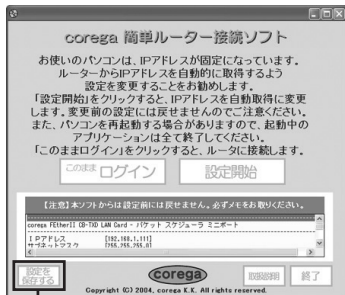 corega 簡単ルーター接続ソフト
お使いのパソコンは、IPアドレスが固定になっています。
ルーターからIPアドレスを自動的に取得するよう
設定を変更することをお勧めします。
「設定開始」をクリックすると、IPアドレスを自動取得に変更
します。変更前の設定には戻せませんのでご注意ください。
また、パソコンを再起動する場合がありますので、起動中の
アプリケーションは全て終了してください。
「このままログイン」をクリックすると、ルータに接続します。
このまま ログイン 設定開始
【注意】本ソフトからは設定前には戻せません。必ずメモをお取りください。
corega FEtherII CB-TXD LAN Card - パケット スケジューラ ミニポート
IPアドレス [192.168.1.111]
サブネットマスク [255.255.255.0]
設定を
保存する
corega
取扱説明 終了
Copyright (C) 2004, corega K.K. All rights reserved.